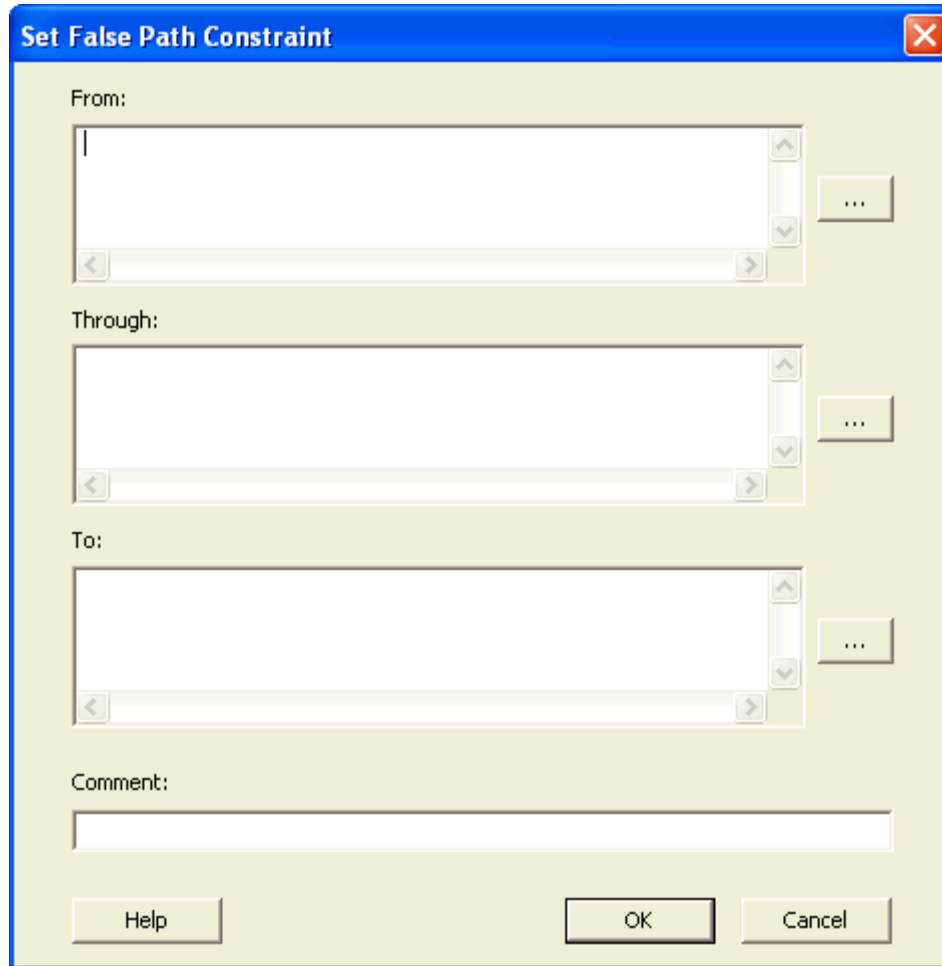 Set False Path Constraint
From:
...
Through:
...
To:
...
Comment:
Help
OK
Cancel